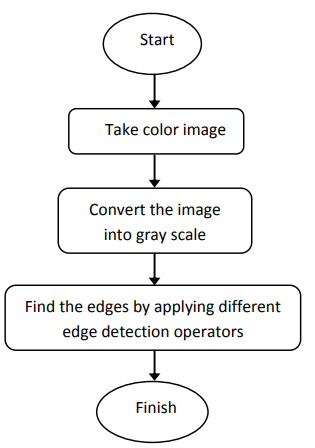 Start
Take color image
Convert the image
into gray scale
Find the edges by applying different
edge detection operators
Finish